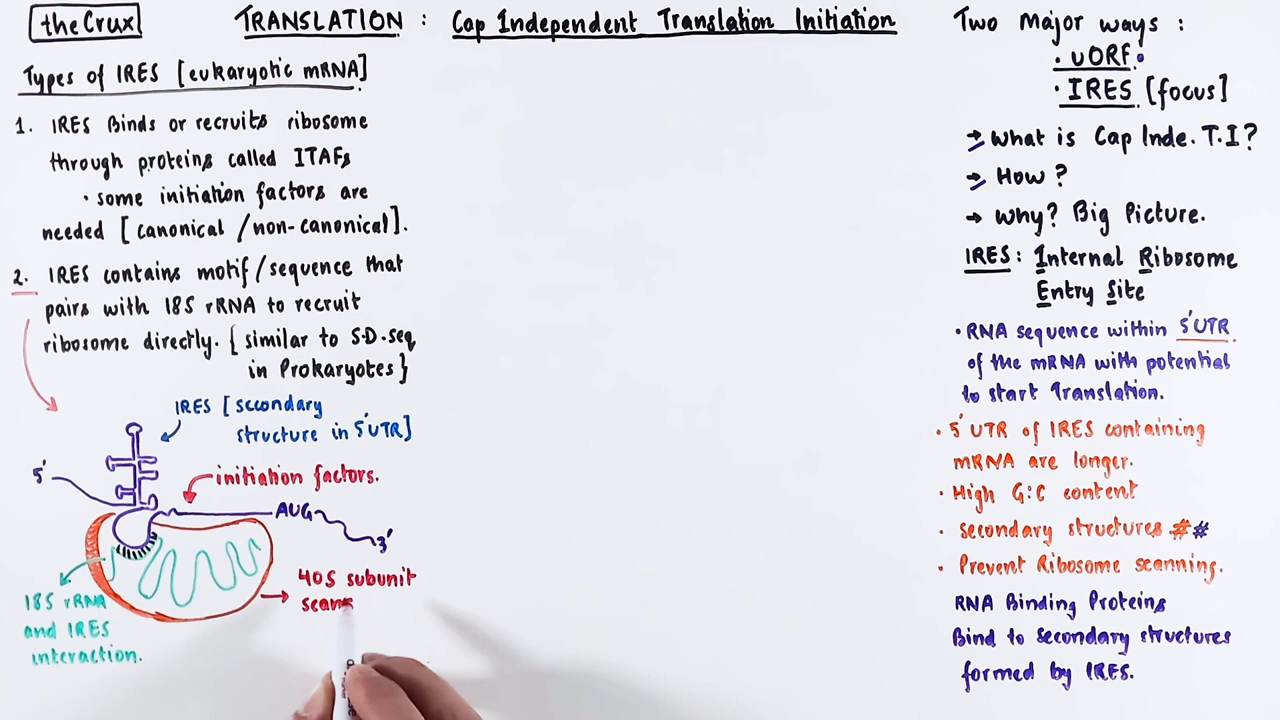 theCrux
TRANSLATION : Cap Independent Translation Initiation
Types of IRES [eukaryotic mRNA]
1. IRES Binds or recruits ribosome
through proteins called ITAFs
• some initiation factors are
needed [canonical / non-canonical].
2. IRES contains motif/sequence that
pairs with 18S rRNA to recruit
ribosome directly. { similar to S.D. seq
in Prokaryotes }
IRES [secondary
structure in 5'UTR]
5'
initiation factors.
AUG
3'
18S rRNA
and IRES
interaction.
40S subunit
scans
Two Major ways :
• uORF •
• IRES [focus]
→ What is Cap Inde. T.I?
→ How ?
→ Why? Big Picture.
IRES : Internal Ribosome
Entry Site
• RNA sequence within 5'UTR
of the mRNA with potential
to start Translation.
• 5' UTR of IRES containing
mRNA are longer.
• High G:C content
• secondary structures # #
• Prevent Ribosome scanning.
RNA Binding Proteins
Bind to secondary structures
formed by IRES.